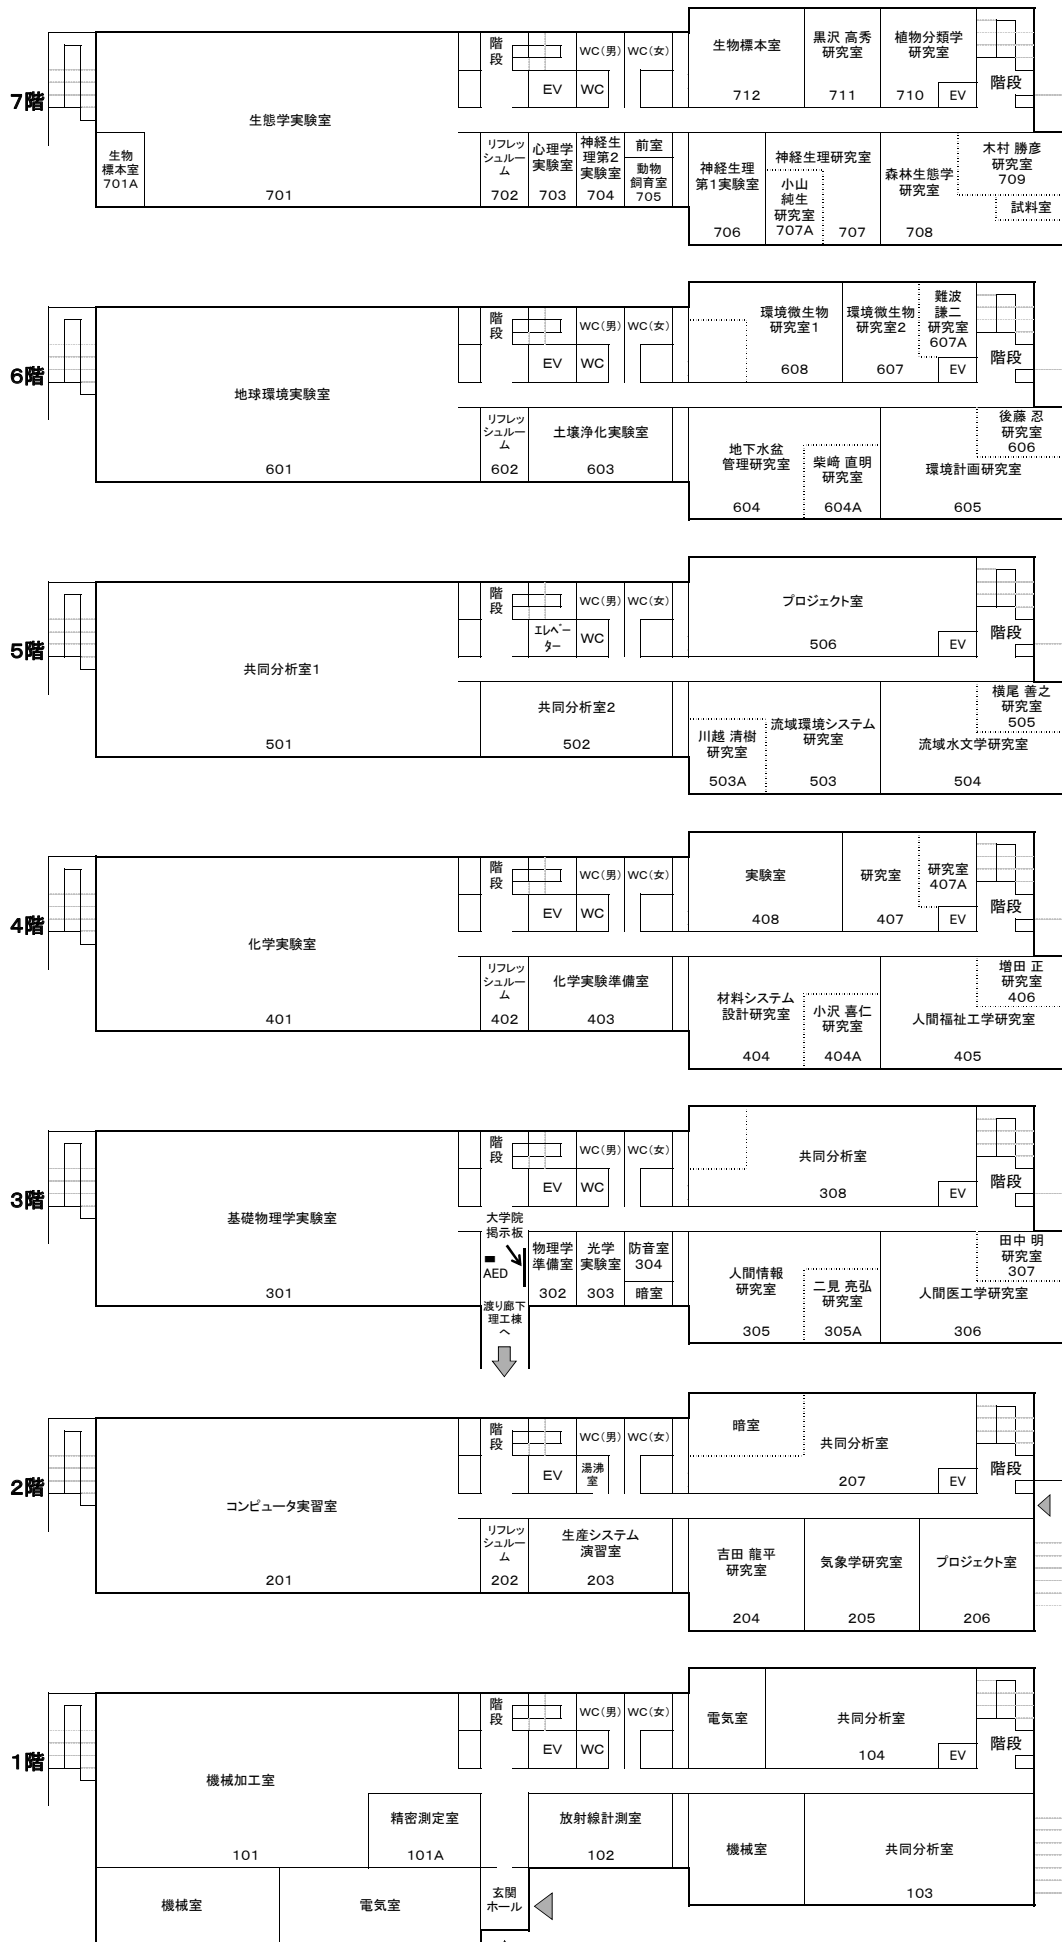 7階
階
段
WC(男)
WC(女)
EV
WC
生態学実験室
701
生物
標本室
701A
リフレッ
シュルー
ム
702
心理学
実験室
703
神経生
理第2
実験室
704
前室
動物
飼育室
705
生物標本室
712
黒沢 高秀
研究室
711
植物分類学
研究室
710
EV
階段
神経生理
第1実験室
706
神経生理研究室
小山
純生
研究室
707A
707
森林生態学
研究室
708
木村 勝彦
研究室
709
試料室
6階
階
段
WC(男)
WC(女)
EV
WC
地球環境実験室
601
リフレッ
シュルー
ム
602
土壌浄化実験室
603
環境微生物
研究室1
608
環境微生物
研究室2
607
難波
謙二
研究室
607A
EV
階段
地下水盆
管理研究室
604
柴﨑 直明
研究室
604A
環境計画研究室
605
後藤 忍
研究室
606
5階
階
段
WC(男)
WC(女)
エレベー
ター
WC
共同分析室1
501
共同分析室2
502
プロジェクト室
506
EV
階段
川越 清樹
研究室
503A
流域環境システム
研究室
503
流域水文学研究室
504
横尾 善之
研究室
505
4階
階
段
WC(男)
WC(女)
EV
WC
化学実験室
401
リフレッ
シュルー
ム
402
化学実験準備室
403
実験室
408
研究室
407
研究室
407A
EV
階段
材料システム
設計研究室
404
小沢 喜仁
研究室
404A
人間福祉工学研究室
405
増田 正
研究室
406
3階
階
段
WC(男)
WC(女)
EV
WC
基礎物理学実験室
301
大学院
掲示板
AED
渡り廊下
理工棟
へ
物理学
準備室
302
光学
実験室
303
防音室
304
暗室
共同分析室
308
EV
階段
人間情報
研究室
305
二見 亮弘
研究室
305A
人間医工学研究室
306
田中 明
研究室
307
2階
階
段
WC(男)
WC(女)
EV
湯沸
室
コンピュータ実習室
201
リフレッ
シュルー
ム
202
生産システム
演習室
203
暗室
共同分析室
207
EV
階段
吉田 龍平
研究室
204
気象学研究室
205
プロジェクト室
206
1階
階
段
WC(男)
WC(女)
EV
WC
機械加工室
101
精密測定室
101A
放射線計測室
102
電気室
共同分析室
104
EV
階段
機械室
共同分析室
103
機械室
電気室
玄関
ホール